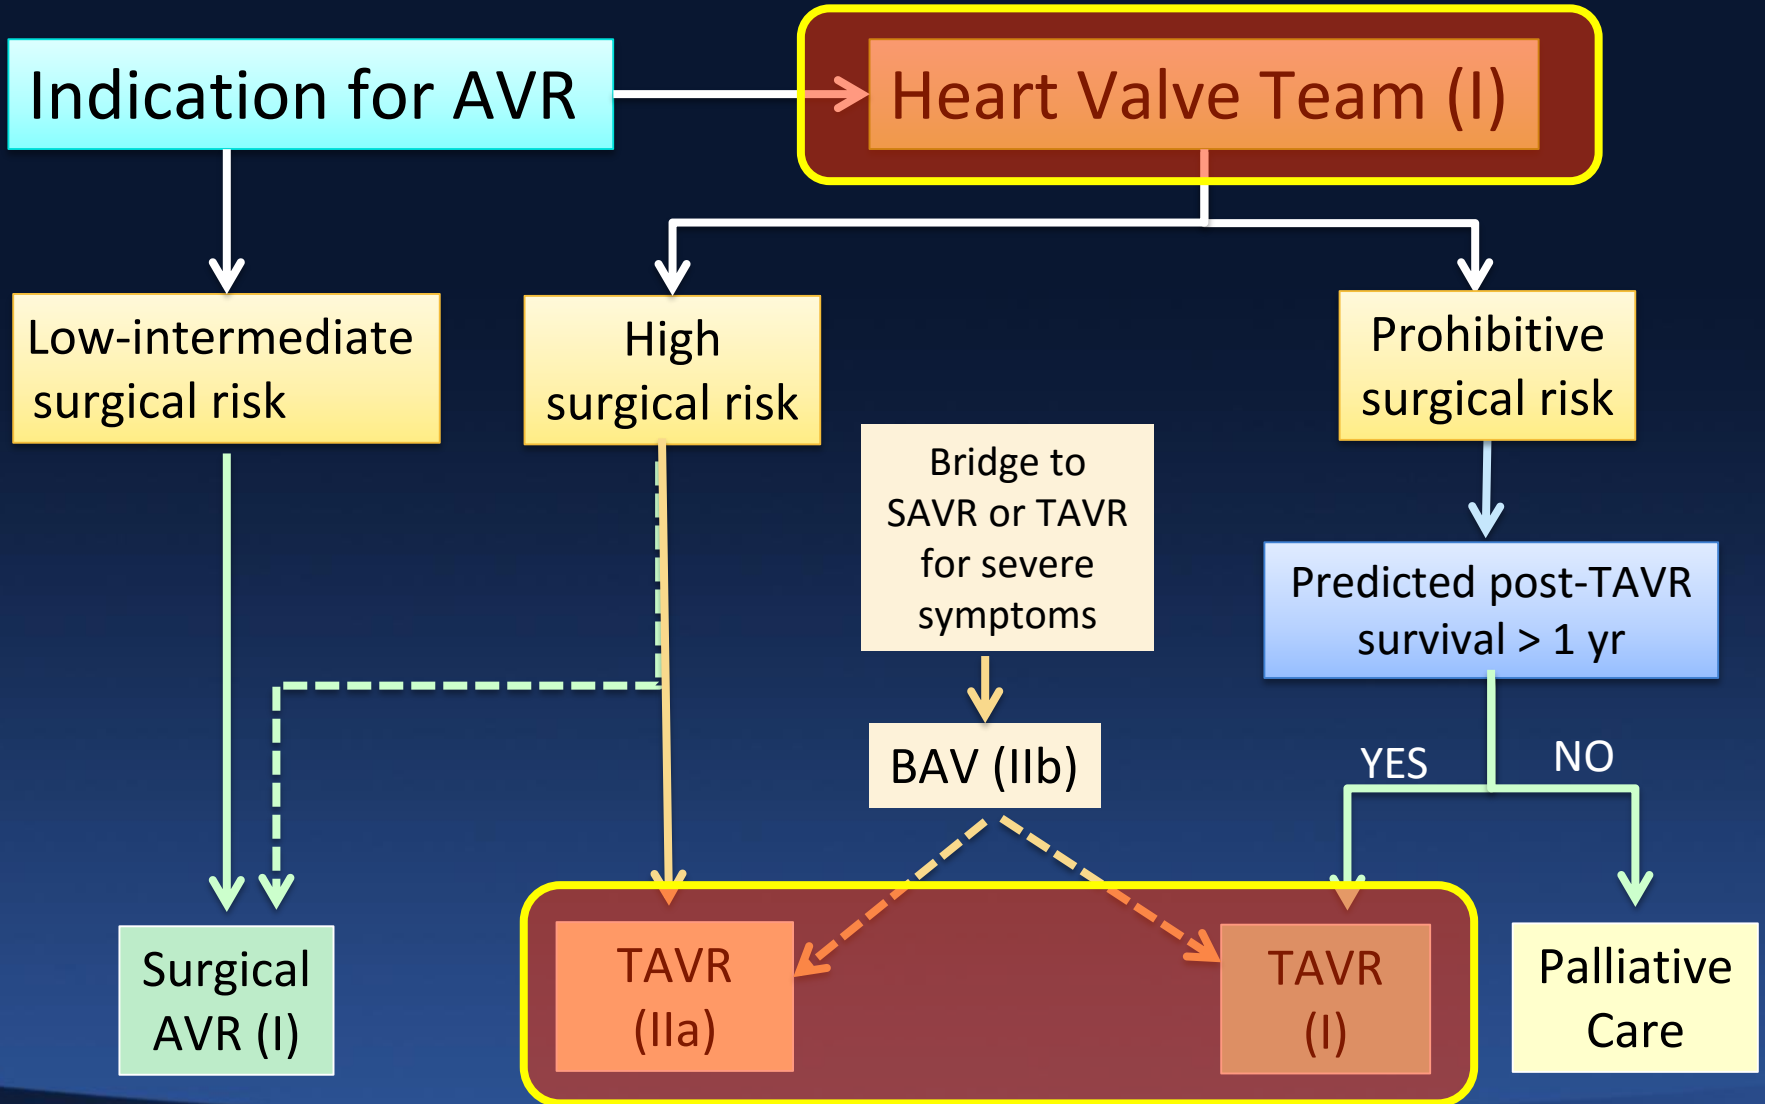 Indication for AVR
Heart Valve Team (I)
Low-intermediate
surgical risk
High
surgical risk
Prohibitive
surgical risk
Bridge to
SAVR or TAVR
for severe
symptoms
Predicted post-TAVR
survival > 1 yr
BAV (IIb)
YES
NO
Surgical
AVR (I)
TAVR
(IIa)
TAVR
(I)
Palliative
Care